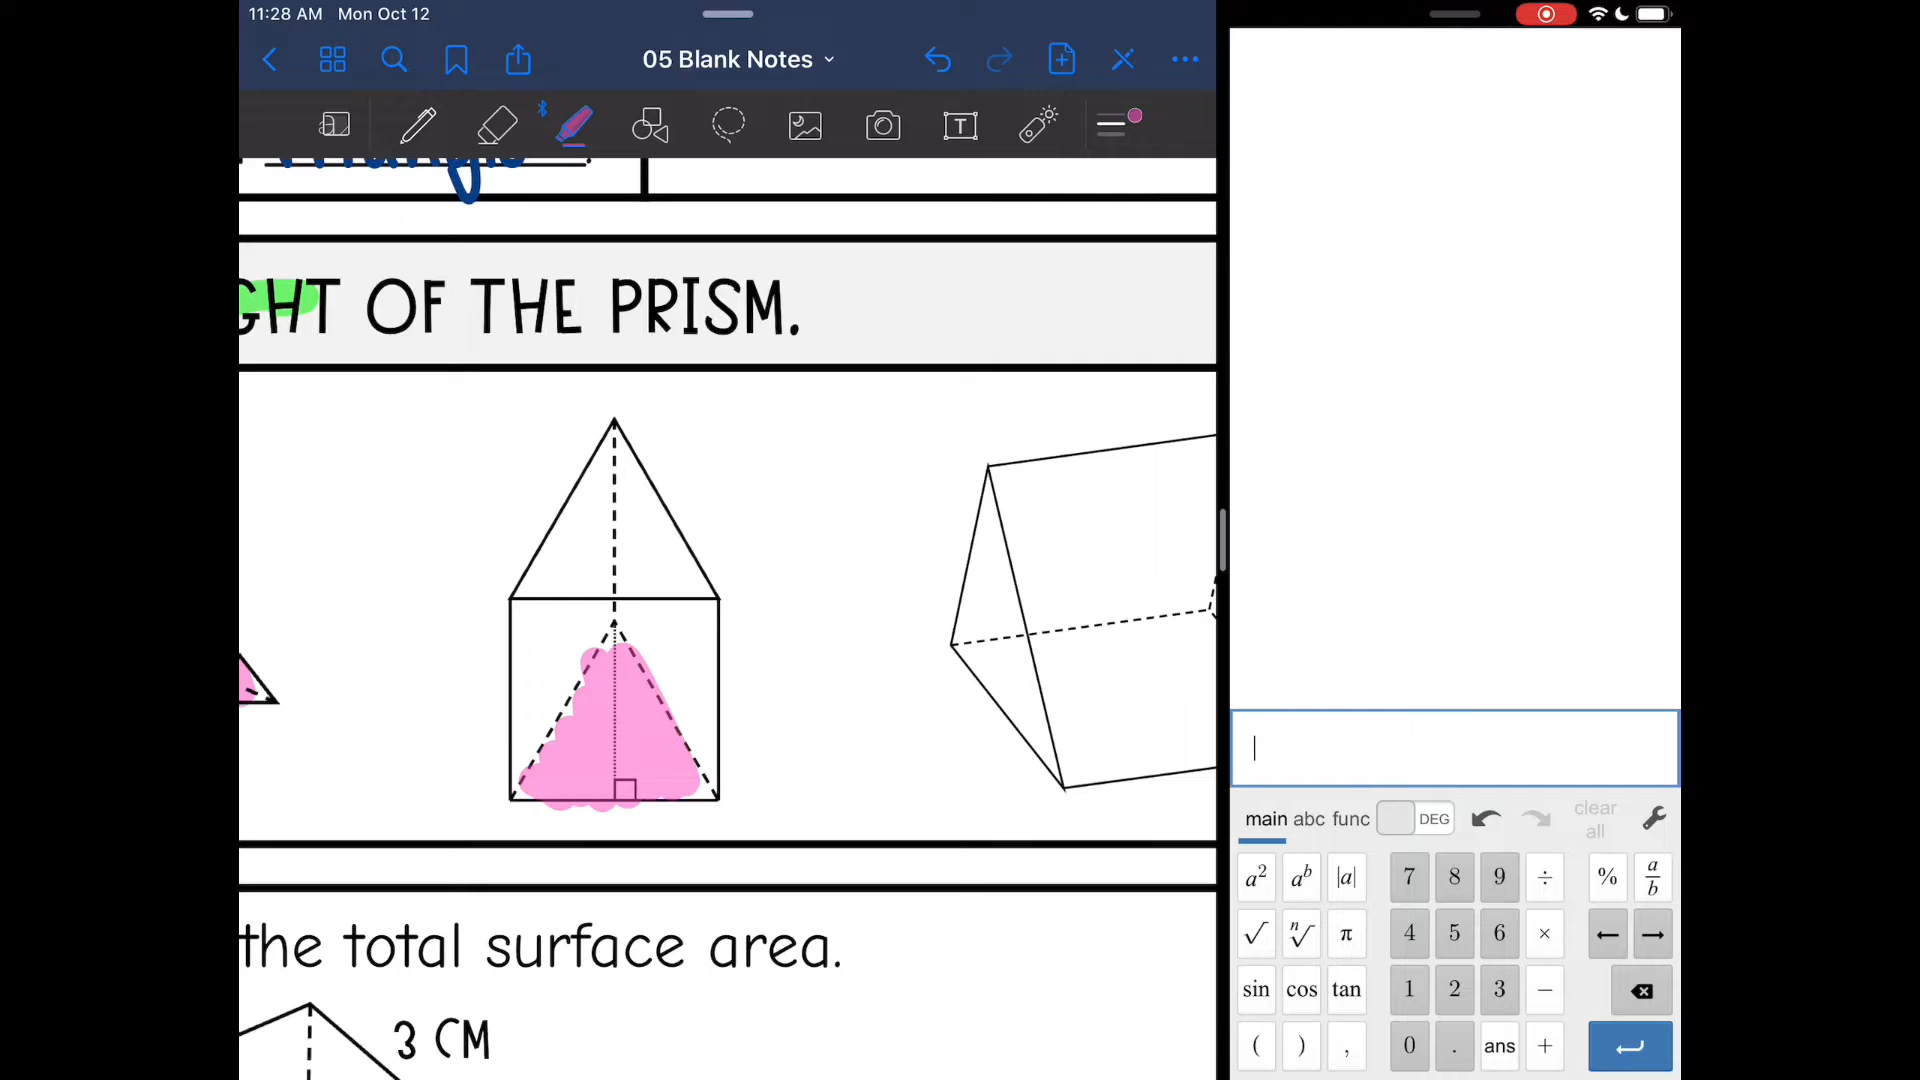 11:28 AM Mon Oct 12
05 Blank Notes
T
GHT OF THE PRISM.
the total surface area.
3 CM
main abc func DEG clear all
a² aᵇ |a| 7 8 9 ÷ % a/b
√ ⁿ√ π 4 5 6 × ← →
sin cos tan 1 2 3 −
( ) , 0 . ans +